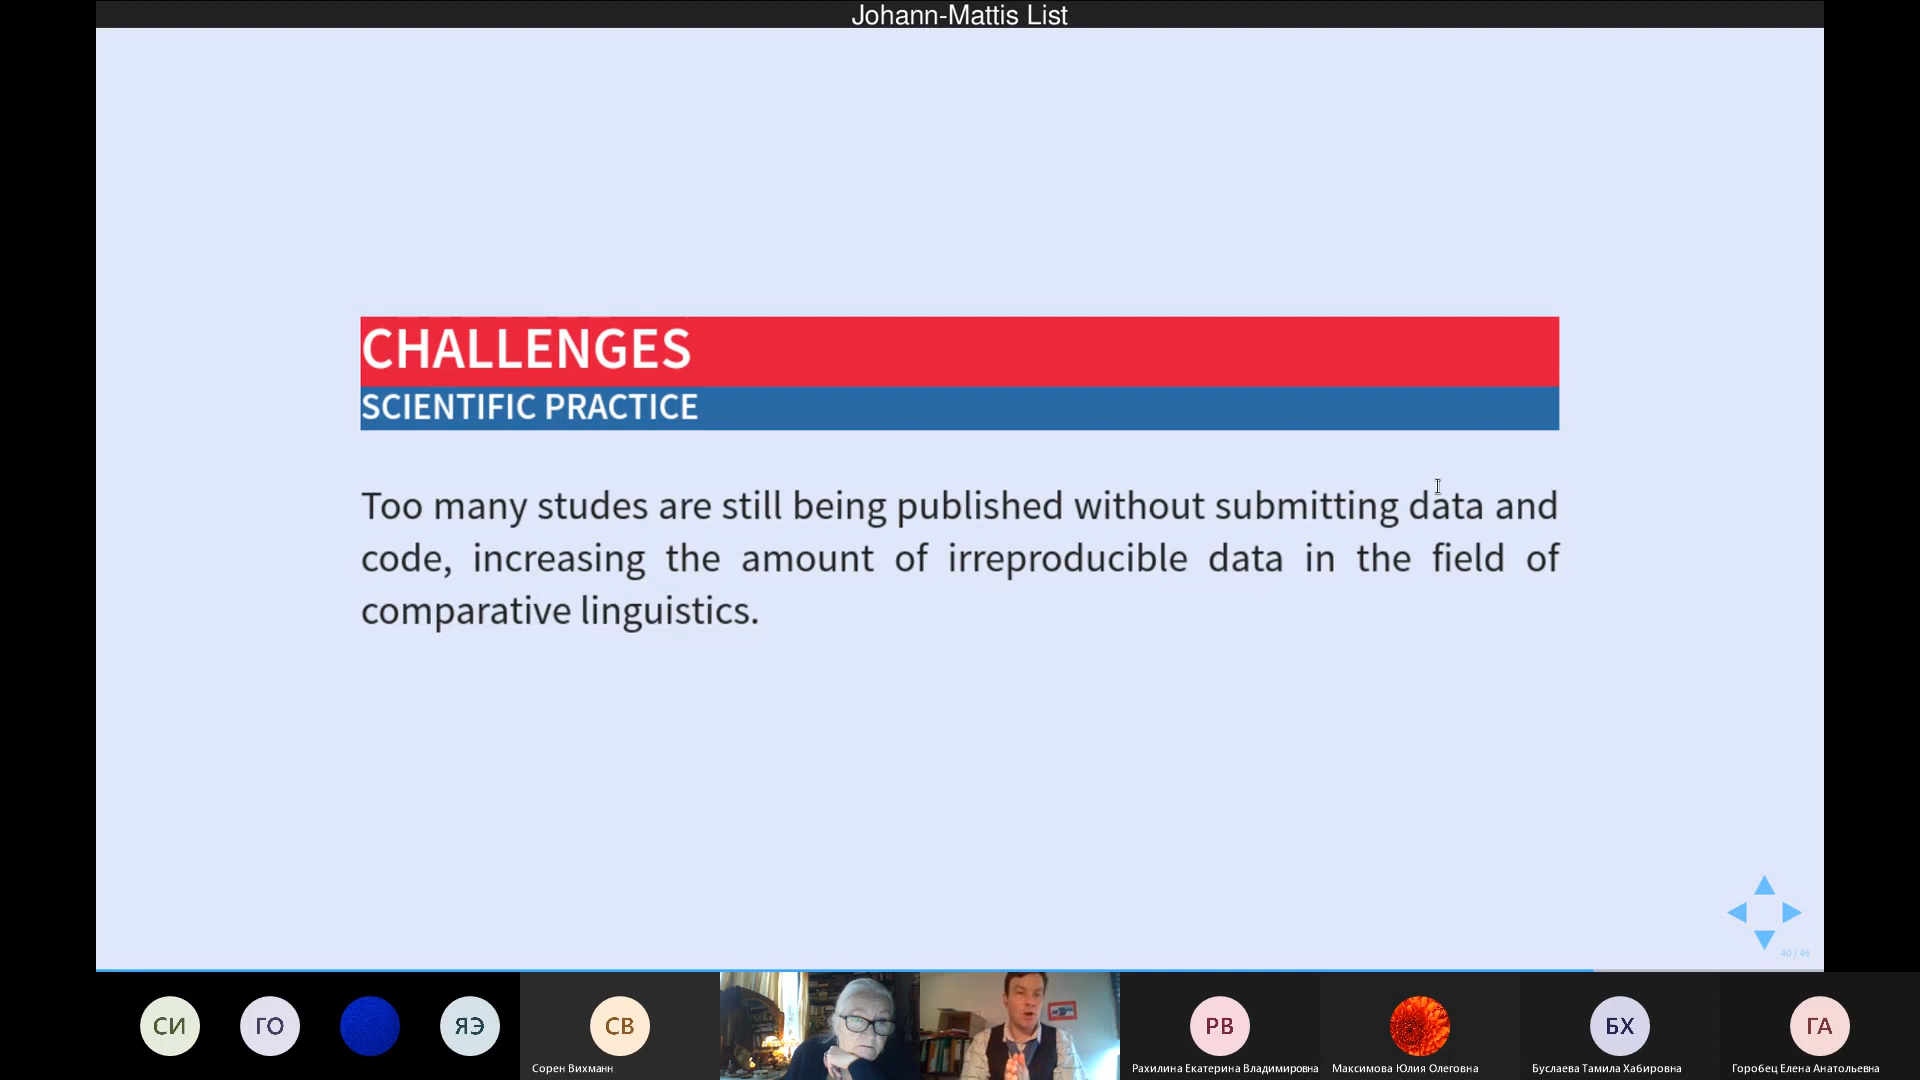 Johann-Mattis List
CHALLENGES
SCIENTIFIC PRACTICE
Too many studes are still being published without submitting data and
code, increasing the amount of irreproducible data in the field of
comparative linguistics.
40 / 46
СИ
ГО
ЯЭ
СВ
РВ
БХ
ГА
Сорен Вихманн
Рахилина Екатерина Владимировна
Максимова Юлия Олеговна
Буслаева Тамила Хабировна
Горобец Елена Анатольевна